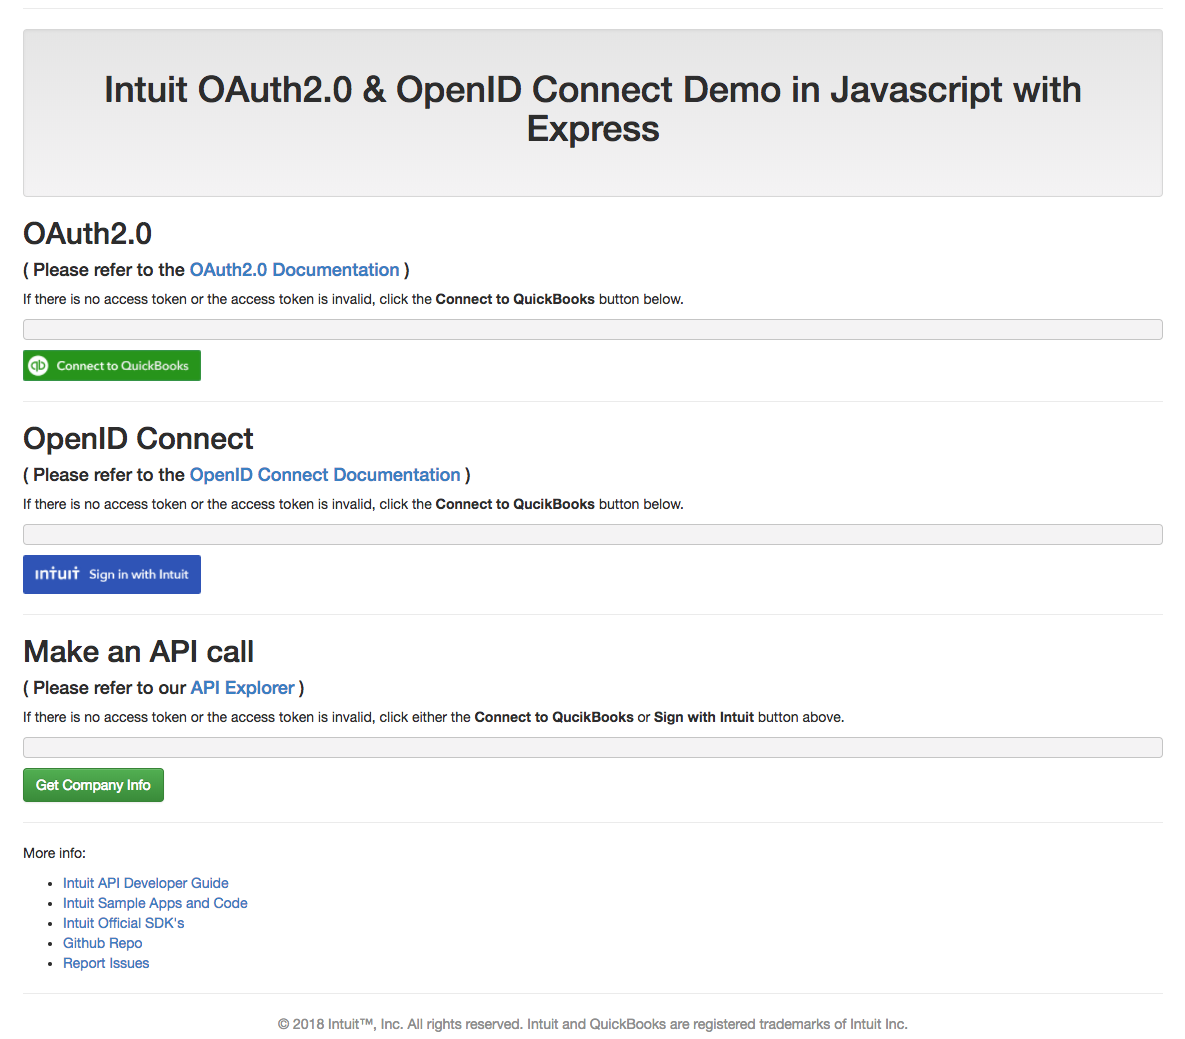 Intuit OAuth2.0 & OpenID Connect Demo in Javascript with
Express
OAuth2.0
( Please refer to the OAuth2.0 Documentation )
If there is no access token or the access token is invalid, click the Connect to QuickBooks button below.
qb Connect to QuickBooks
OpenID Connect
( Please refer to the OpenID Connect Documentation )
If there is no access token or the access token is invalid, click the Connect to QucikBooks button below.
intuit Sign in with Intuit
Make an API call
( Please refer to our API Explorer )
If there is no access token or the access token is invalid, click either the Connect to QucikBooks or Sign with Intuit button above.
Get Company Info
More info:
• Intuit API Developer Guide
• Intuit Sample Apps and Code
• Intuit Official SDK's
• Github Repo
• Report Issues
© 2018 Intuit™, Inc. All rights reserved. Intuit and QuickBooks are registered trademarks of Intuit Inc.